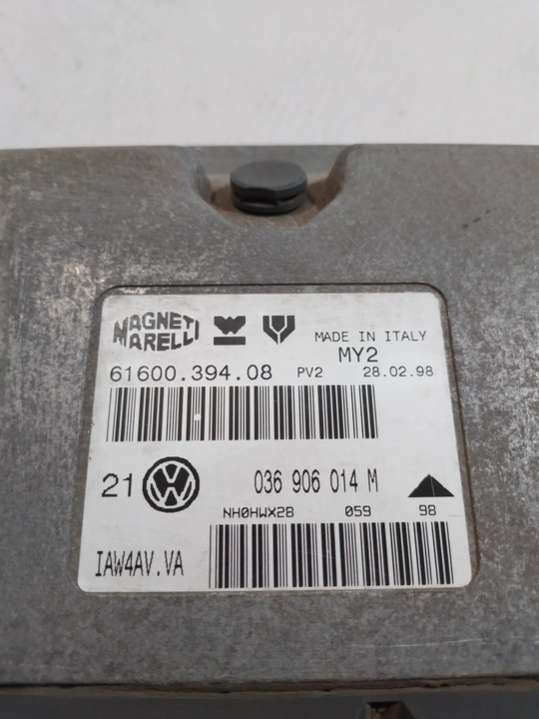 MAGNETI
MARELLI
MADE IN ITALY
MY2
61600.394.08 PV2 28.02.98
21 036 906 014 M
NH0HWX2B 059 98
IAW4AV.VA